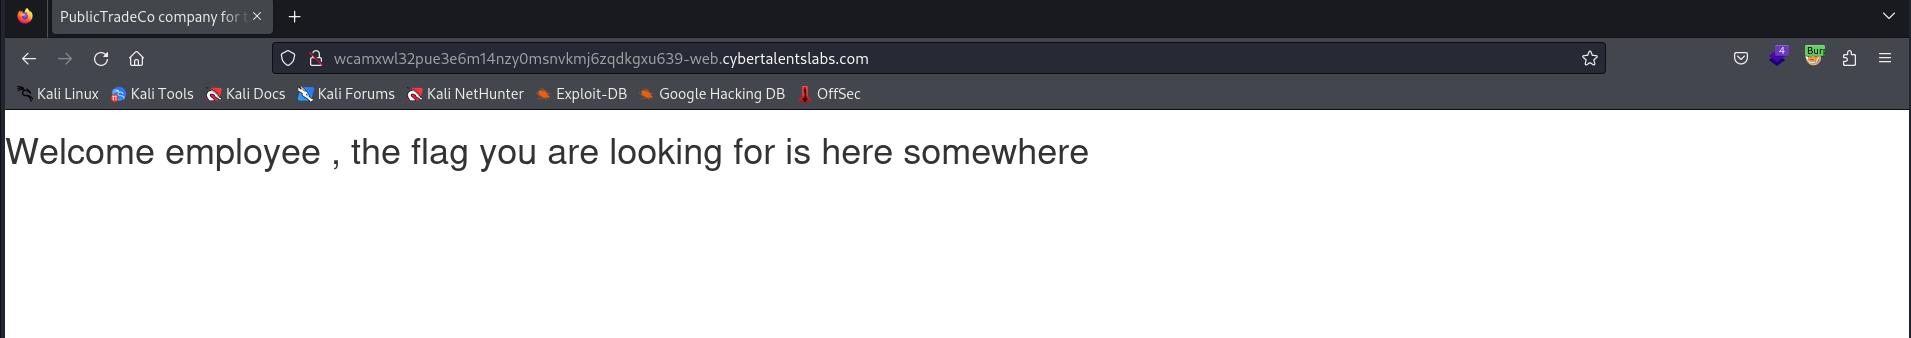 PublicTradeCo company for t
wcamxwl32pue3e6m14nzy0msnvkmj6zqdkgxu639-web.cybertalentslabs.com
4
Burp
Kali Linux Kali Tools Kali Docs Kali Forums Kali NetHunter Exploit-DB Google Hacking DB OffSec
Welcome employee , the flag you are looking for is here somewhere